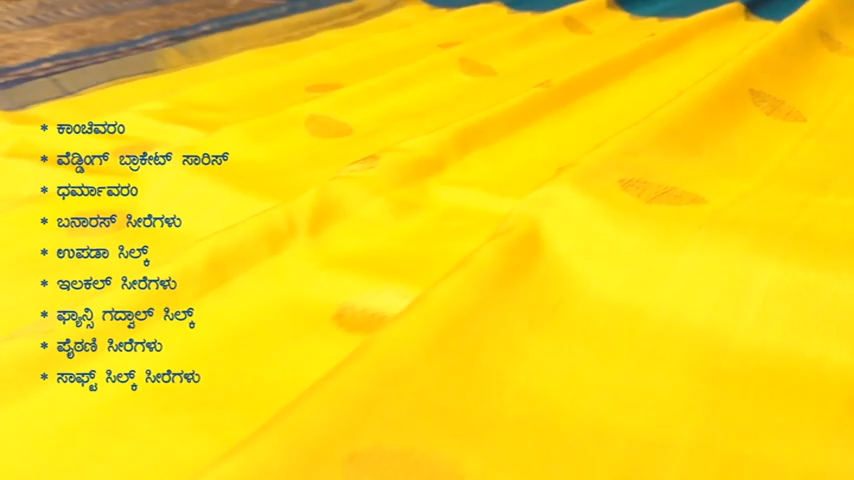 * ಕಾಂಚಿವರಂ
* ವೆಡ್ಡಿಂಗ್ ಬ್ರಾಕೇಟ್ ಸಾರಿಸ್
* ಧರ್ಮಾವರಂ
* ಬನಾರಸ್ ಸೀರೆಗಳು
* ಉಪಡಾ ಸಿಲ್ಕ್
* ಇಲಕಲ್ ಸೀರೆಗಳು
* ಫ್ಯಾನ್ಸಿ ಗದ್ವಾಲ್ ಸಿಲ್ಕ್
* ಪೈಠಣಿ ಸೀರೆಗಳು
* ಸಾಫ್ಟ್ ಸಿಲ್ಕ್ ಸೀರೆಗಳು